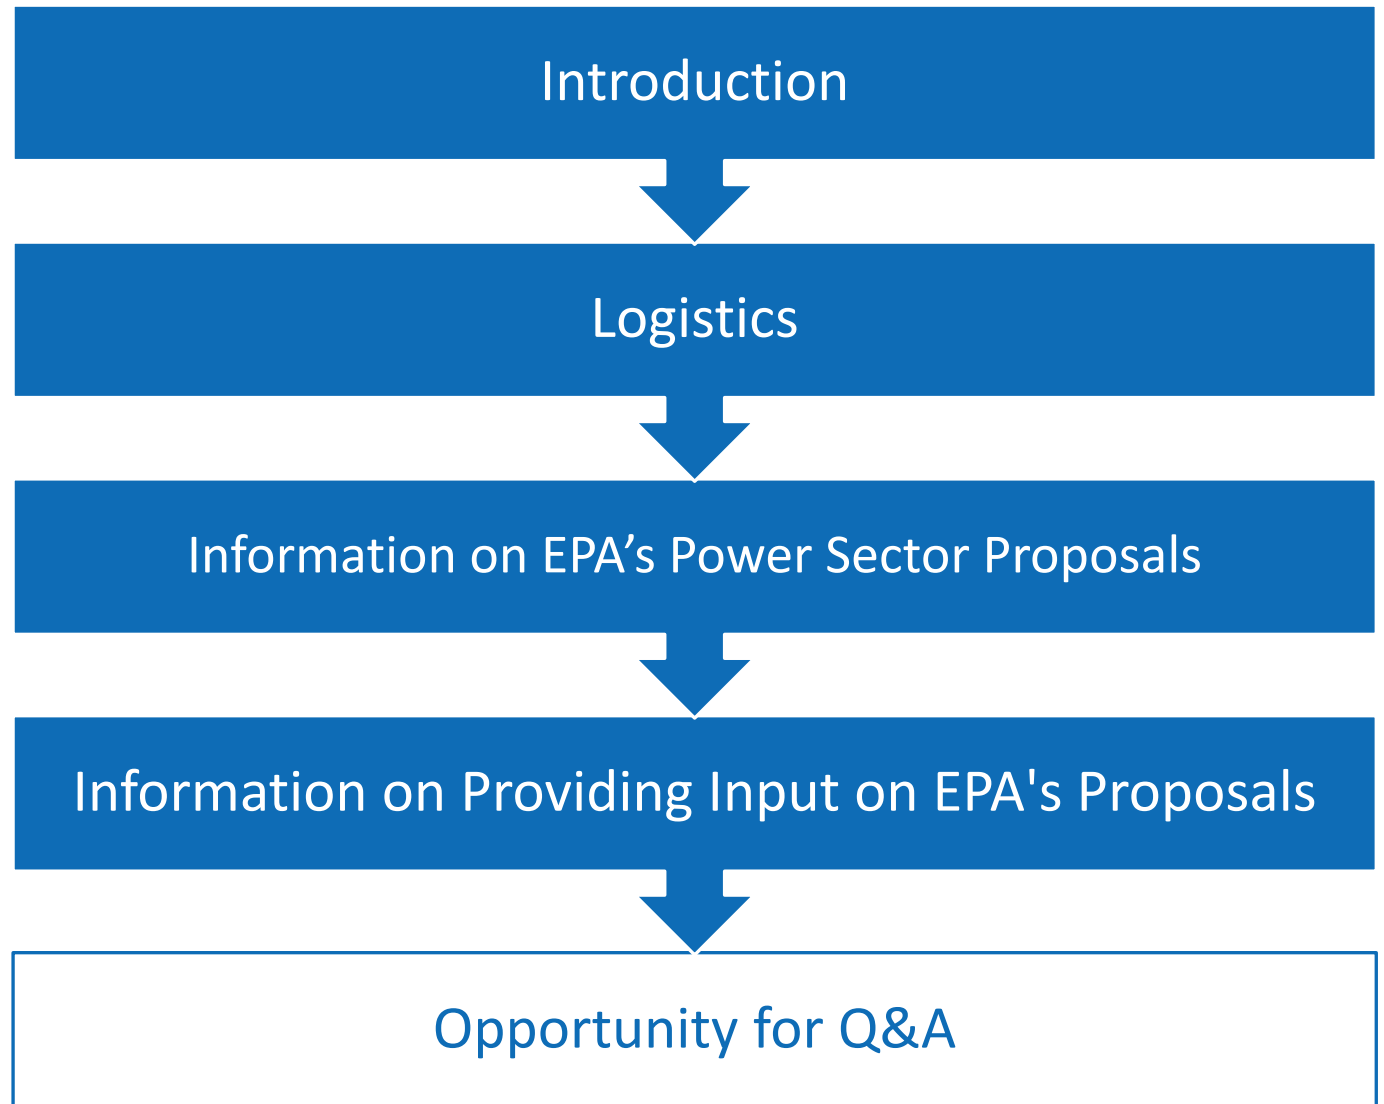 Introduction
Logistics
Information on EPA’s Power Sector Proposals
Information on Providing Input on EPA's Proposals
Opportunity for Q&A